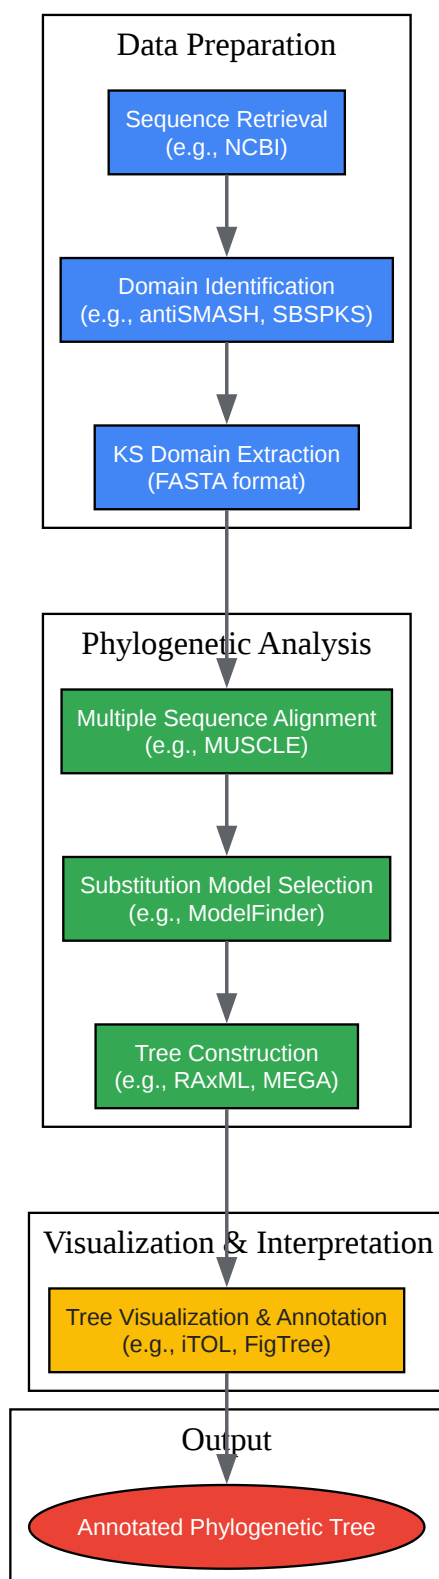 Data Preparation
Sequence Retrieval
(e.g., NCBI)
Domain Identification
(e.g., antiSMASH, SBSPKS)
KS Domain Extraction
(FASTA format)
Phylogenetic Analysis
Multiple Sequence Alignment
(e.g., MUSCLE)
Substitution Model Selection
(e.g., ModelFinder)
Tree Construction
(e.g., RAxML, MEGA)
Visualization & Interpretation
Tree Visualization & Annotation
(e.g., iTOL, FigTree)
Output
Annotated Phylogenetic Tree